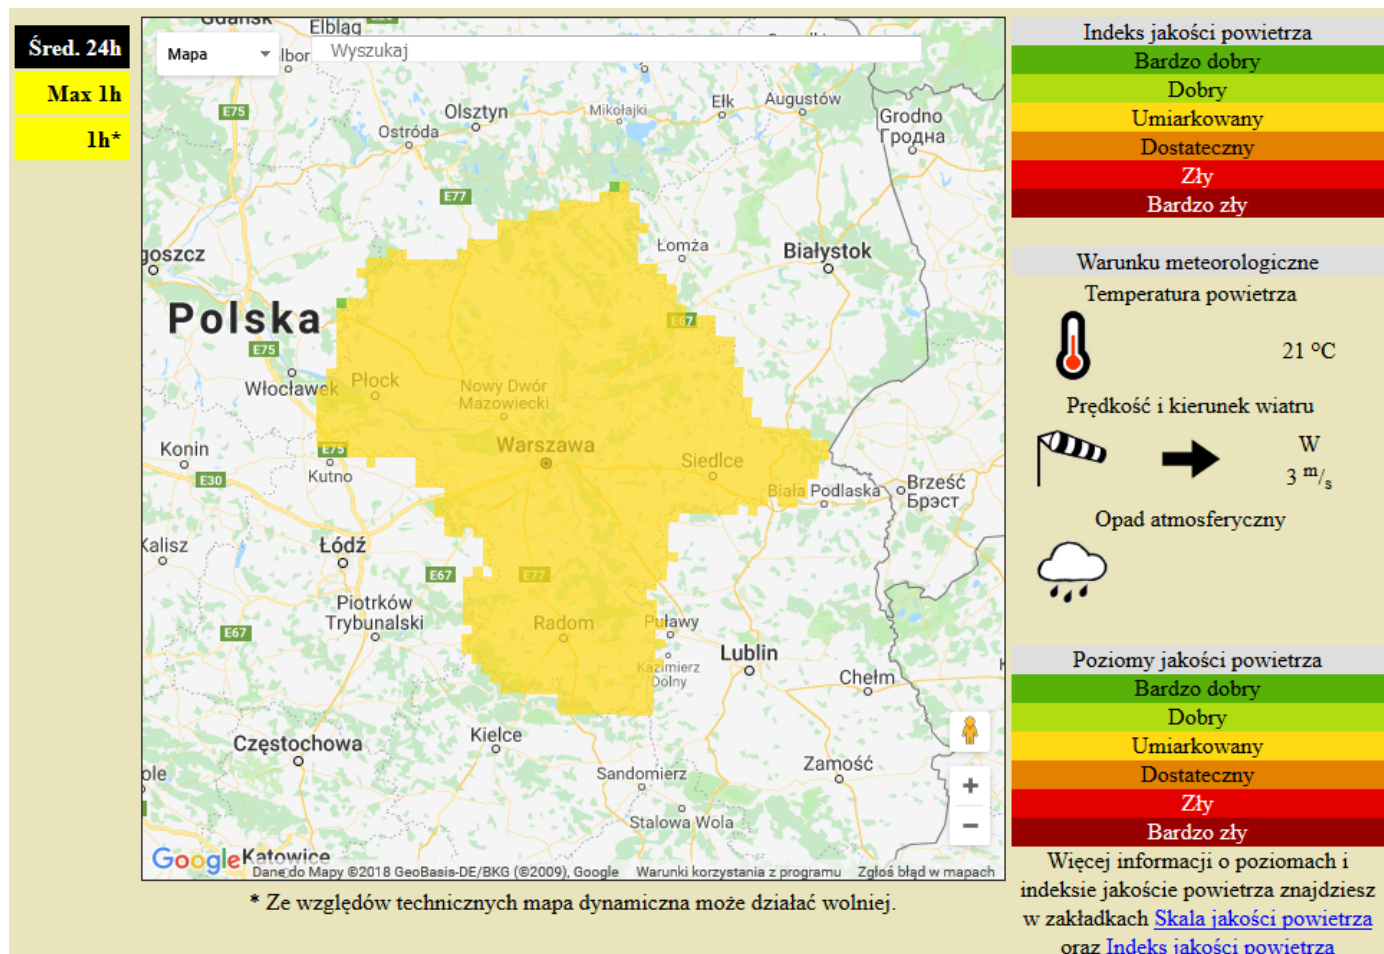 Śred. 24h
Max 1h
1h*
Mapa
Wyszukaj
Gdańsk
Elbląg
E75
Olsztyn
Ostróda
Mikołajki
Ełk
Augustów
Grodno
Гродна
E77
goszcz
Łomża
Białystok
Polska
E67
E75
Włocławek
Płock
Nowy Dwór
Mazowiecki
Warszawa
Siedlce
Konin
E75
E30
Kutno
Biała Podlaska
Brześć
Брэст
Kalisz
Łódź
E67
E77
Piotrków
Trybunalski
E67
Radom
Puławy
Kazimierz
Dolny
Lublin
Chełm
Częstochowa
Kielce
ole
Sandomierz
Zamość
Stalowa Wola
Google
Katowice
Dane do Mapy ©2018 GeoBasis-DE/BKG (©2009), Google Warunki korzystania z programu Zgłoś błąd w mapach
* Ze względów technicznych mapa dynamiczna może działać wolniej.
Indeks jakości powietrza
Bardzo dobry
Dobry
Umiarkowany
Dostateczny
Zły
Bardzo zły
Warunku meteorologiczne
Temperatura powietrza
21 °C
Prędkość i kierunek wiatru
W
3 m/s
Opad atmosferyczny
Poziomy jakości powietrza
Bardzo dobry
Dobry
Umiarkowany
Dostateczny
Zły
Bardzo zły
Więcej informacji o poziomach i
indeksie jakoście powietrza znajdziesz
w zakładkach Skala jakości powietrza
oraz Indeks jakości powietrza